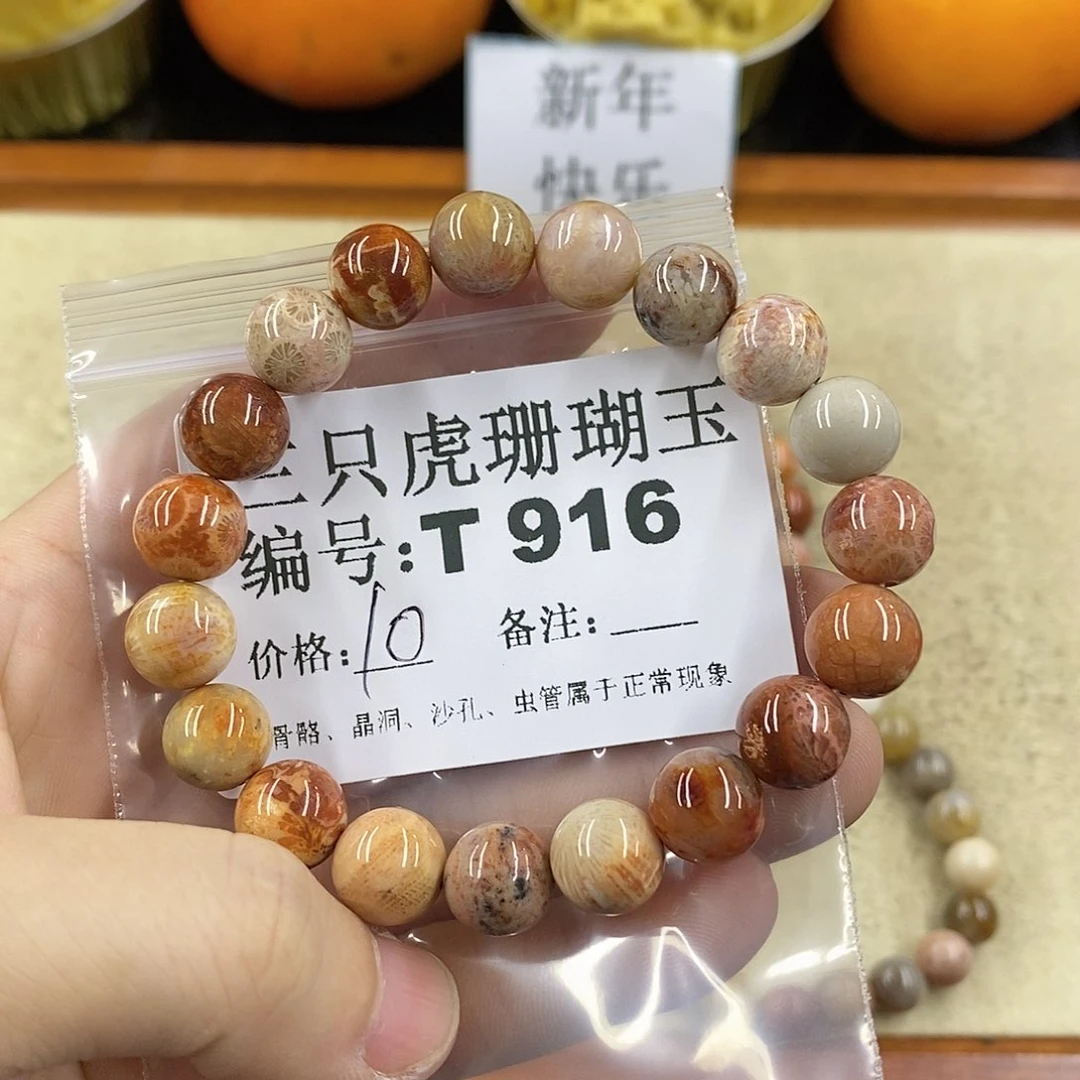 新年
快乐
三只虎珊瑚玉
编号:T 916
价格:10 备注:
骨骼、晶洞、沙孔、虫管属于正常现象